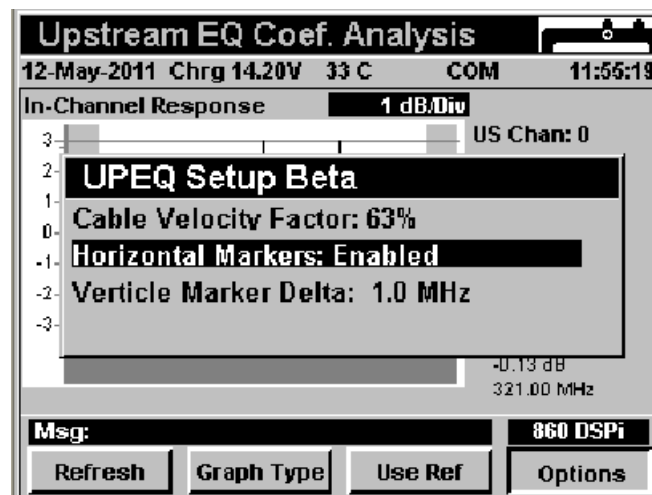 Upstream EQ Coef. Analysis
12-May-2011 Chrg 14.20V 33 C COM 11:55:19
In-Channel Response 1 dB/Div
US Chan: 0
3
2
1
0
-1
-2
-3
UPEQ Setup Beta
Cable Velocity Factor: 63%
Horizontal Markers: Enabled
Verticle Marker Delta: 1.0 MHz
-0.13 dB
321.00 MHz
Msg: 860 DSPi
Refresh Graph Type Use Ref Options